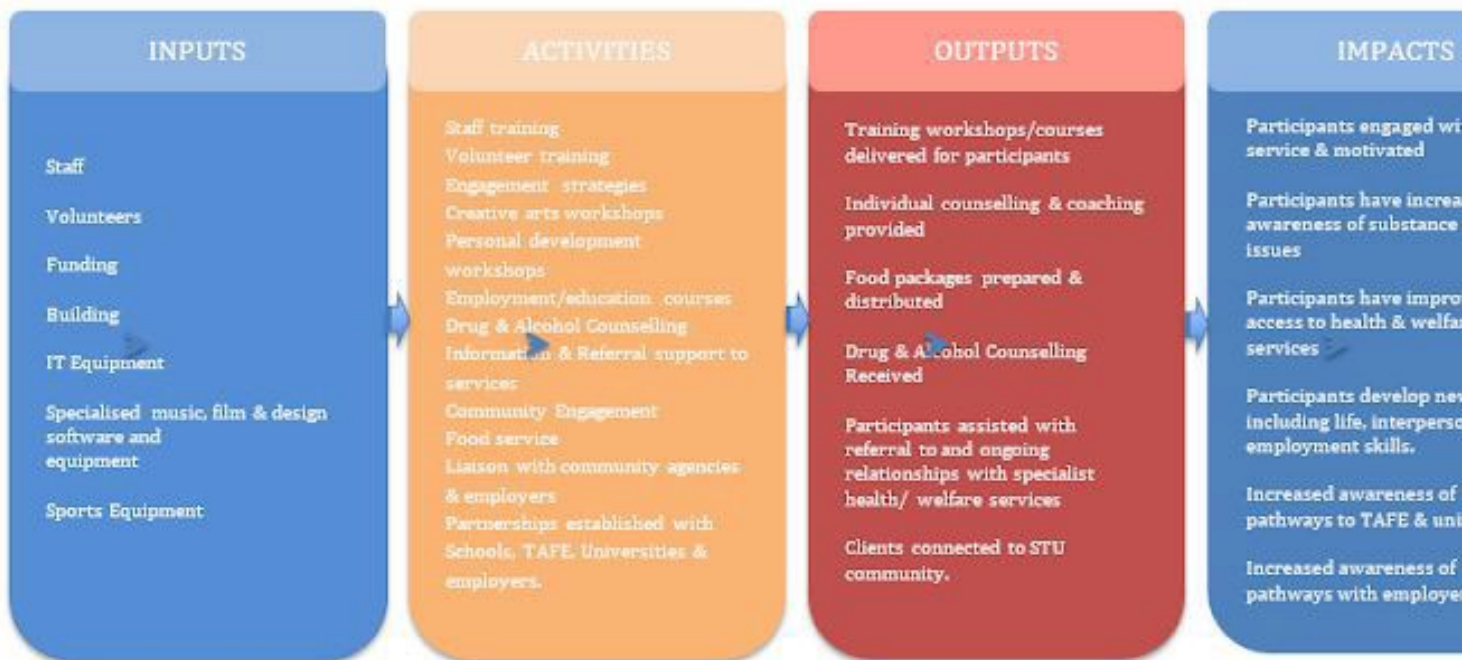 INPUTS
Staff
Volunteers
Funding
Building
IT Equipment
Specialised music, film & design
software and
equipment
Sports Equipment
ACTIVITIES
Staff training
Volunteer training
Engagement strategies
Creative arts workshops
Personal development
workshops
Employment/education courses
Drug & Alcohol Counselling
Information & Referral support to
services
Community Engagement
Food service
Liaison with community agencies
& employers
Partnerships established with
Schools, TAFE, Universities &
employers.
OUTPUTS
Training workshops/courses
delivered for participants
Individual counselling & coaching
provided
Food packages prepared &
distributed
Drug & Alcohol Counselling
Received
Participants assisted with
referral to and ongoing
relationships with specialist
health/ welfare services
Clients connected to STU
community.
IMPACTS
Participants engaged
service & motivated
Participants have
awareness of substance
issues
Participants have
access to health &
services
Participants develop
including life,
employment skills.
Increased awareness of
pathways to TAFE &
Increased awareness of
pathways with